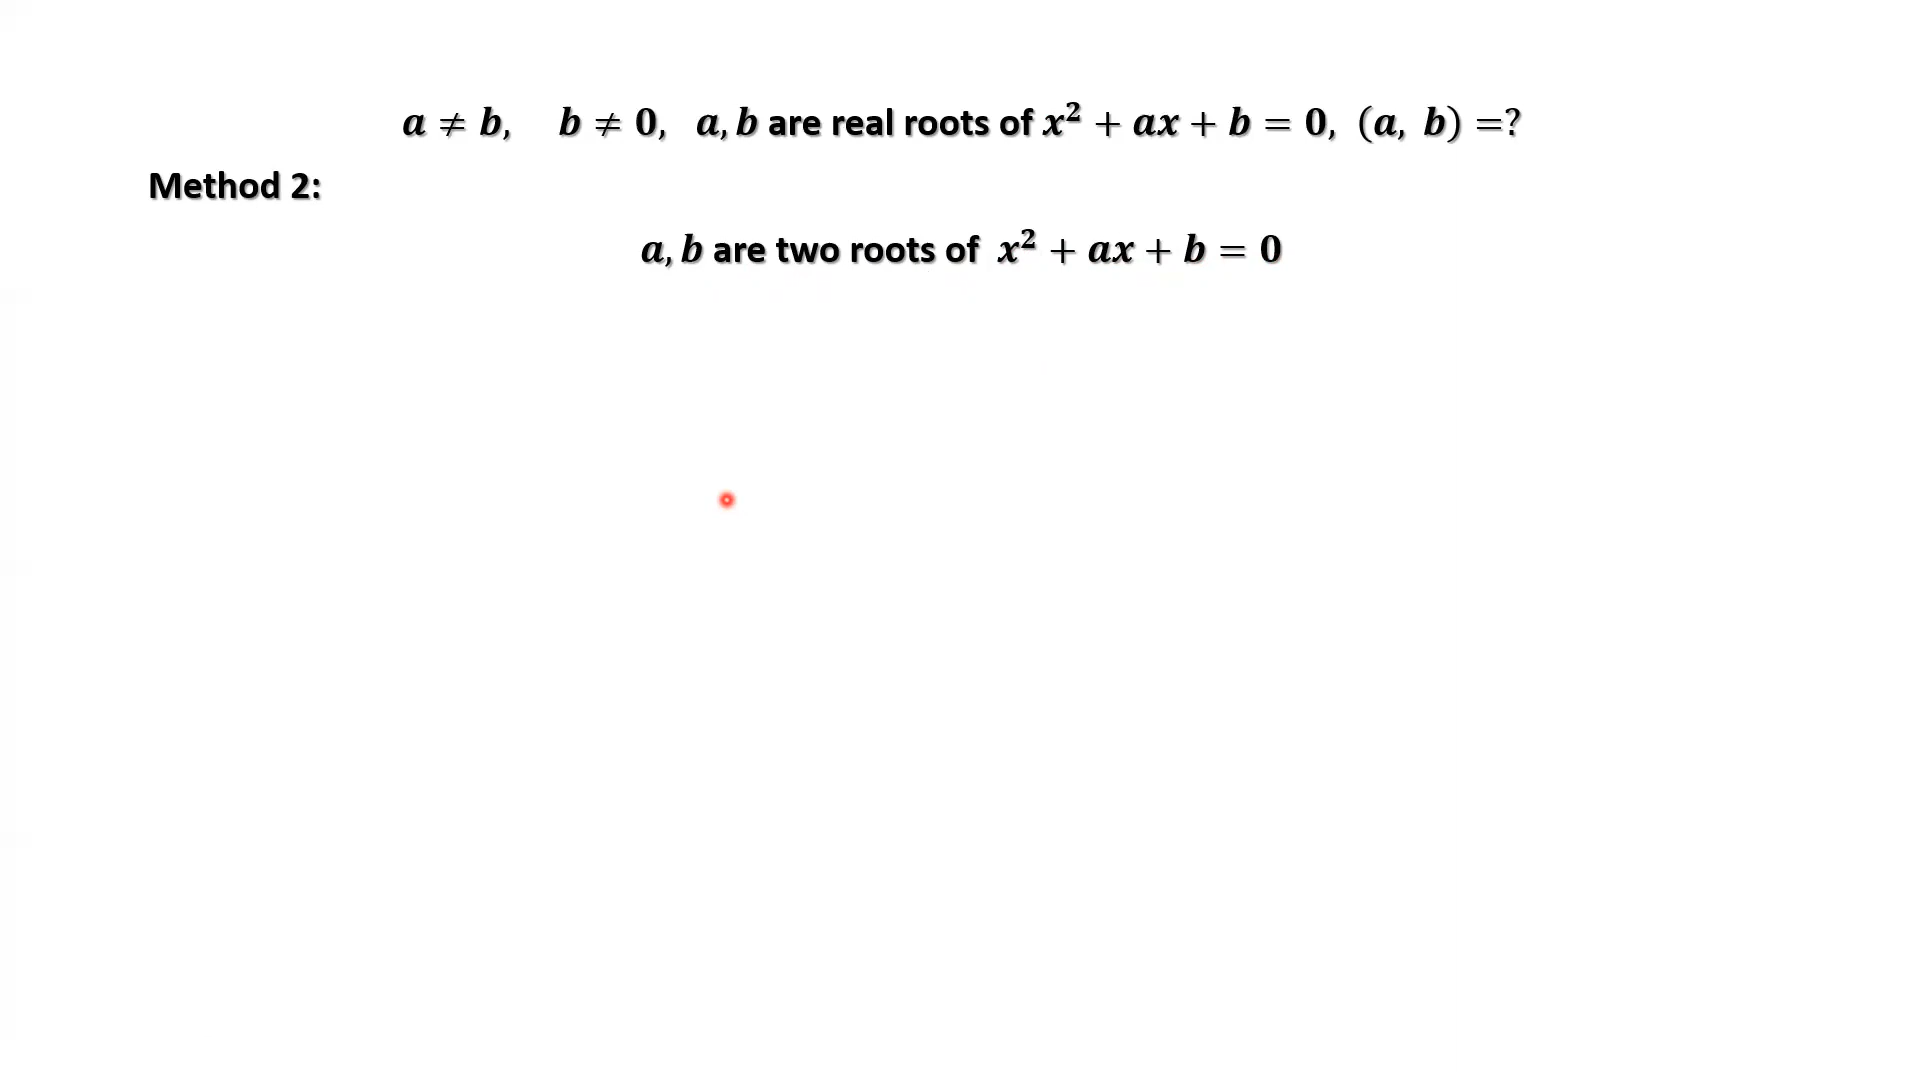 a ≠ b, b ≠ 0, a, b are real roots of x² + ax + b = 0, (a, b) =?
Method 2:
a, b are two roots of x² + ax + b = 0